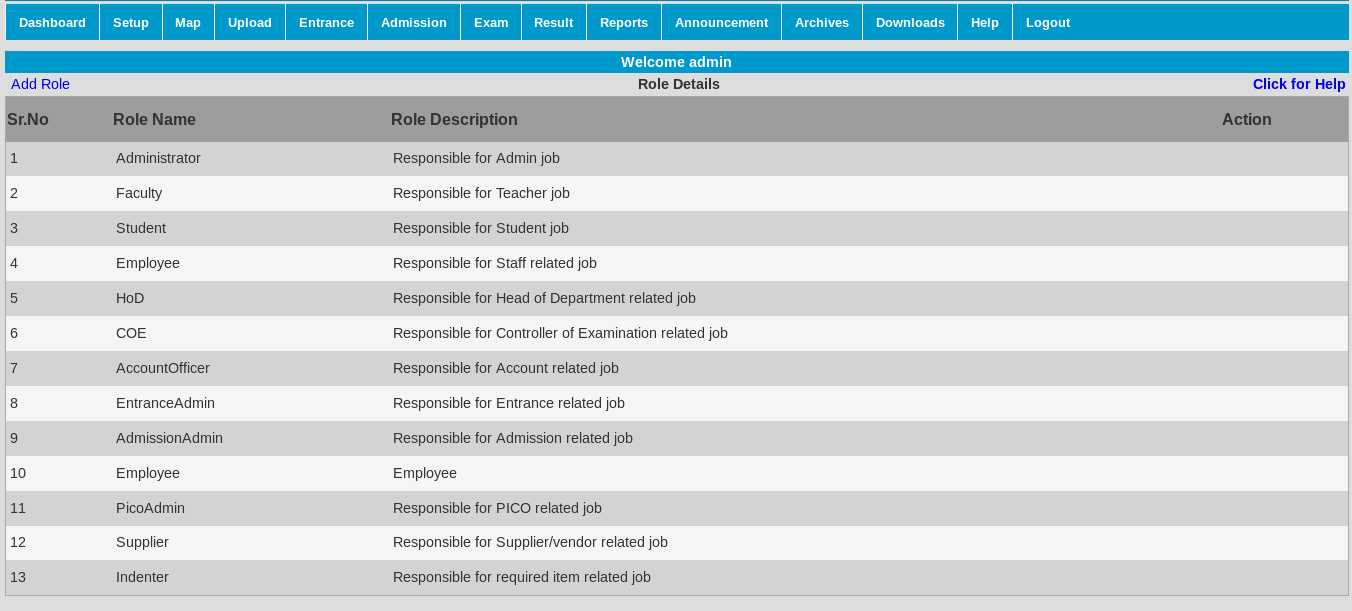 Dashboard Setup Map Upload Entrance Admission Exam Result Reports Announcement Archives Downloads Help Logout
Welcome admin
Add Role Role Details Click for Help
Sr.No Role Name Role Description Action
1 Administrator Responsible for Admin job
2 Faculty Responsible for Teacher job
3 Student Responsible for Student job
4 Employee Responsible for Staff related job
5 HoD Responsible for Head of Department related job
6 COE Responsible for Controller of Examination related job
7 AccountOfficer Responsible for Account related job
8 EntranceAdmin Responsible for Entrance related job
9 AdmissionAdmin Responsible for Admission related job
10 Employee Employee
11 PicoAdmin Responsible for PICO related job
12 Supplier Responsible for Supplier/vendor related job
13 Indenter Responsible for required item related job